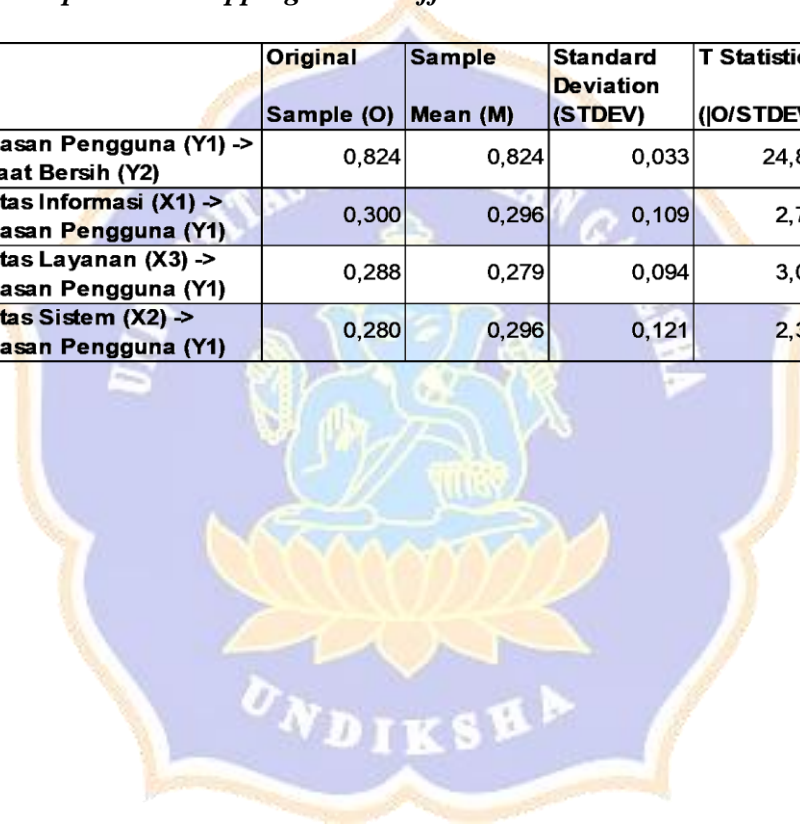 Original Sample Standard T Statistic
Deviation
Sample (O) Mean (M) (STDEV) (|O/STDEV
asan Pengguna (Y1) -> 0,824 0,824 0,033 24,8
aat Bersih (Y2)
tas Informasi (X1) -> 0,300 0,296 0,109 2,7
asan Pengguna (Y1)
tas Layanan (X3) -> 0,288 0,279 0,094 3,0
asan Pengguna (Y1)
tas Sistem (X2) -> 0,280 0,296 0,121 2,3
asan Pengguna (Y1)
UNDIKSHA